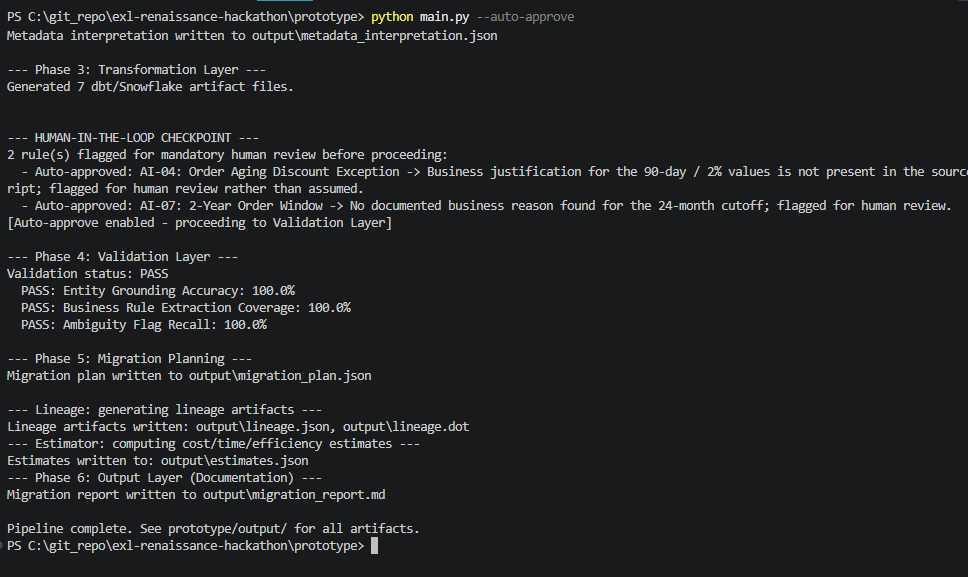 PS C:\git_repo\exl-renaissance-hackathon\prototype> python main.py --auto-approve
Metadata interpretation written to output\metadata_interpretation.json
--- Phase 3: Transformation Layer ---
Generated 7 dbt/Snowflake artifact files.
--- HUMAN-IN-THE-LOOP CHECKPOINT ---
2 rule(s) flagged for mandatory human review before proceeding:
  - Auto-approved: AI-04: Order Aging Discount Exception -> Business justification for the 90-day / 2% values is not present in the sourc
ript; flagged for human review rather than assumed.
  - Auto-approved: AI-07: 2-Year Order Window -> No documented business reason found for the 24-month cutoff; flagged for human review.
[Auto-approve enabled - proceeding to Validation Layer]
--- Phase 4: Validation Layer ---
Validation status: PASS
  PASS: Entity Grounding Accuracy: 100.0%
  PASS: Business Rule Extraction Coverage: 100.0%
  PASS: Ambiguity Flag Recall: 100.0%
--- Phase 5: Migration Planning ---
Migration plan written to output\migration_plan.json
--- Lineage: generating lineage artifacts ---
Lineage artifacts written: output\lineage.json, output\lineage.dot
--- Estimator: computing cost/time/efficiency estimates ---
Estimates written to: output\estimates.json
--- Phase 6: Output Layer (Documentation) ---
Migration report written to output\migration_report.md
Pipeline complete. See prototype/output/ for all artifacts.
PS C:\git_repo\exl-renaissance-hackathon\prototype>